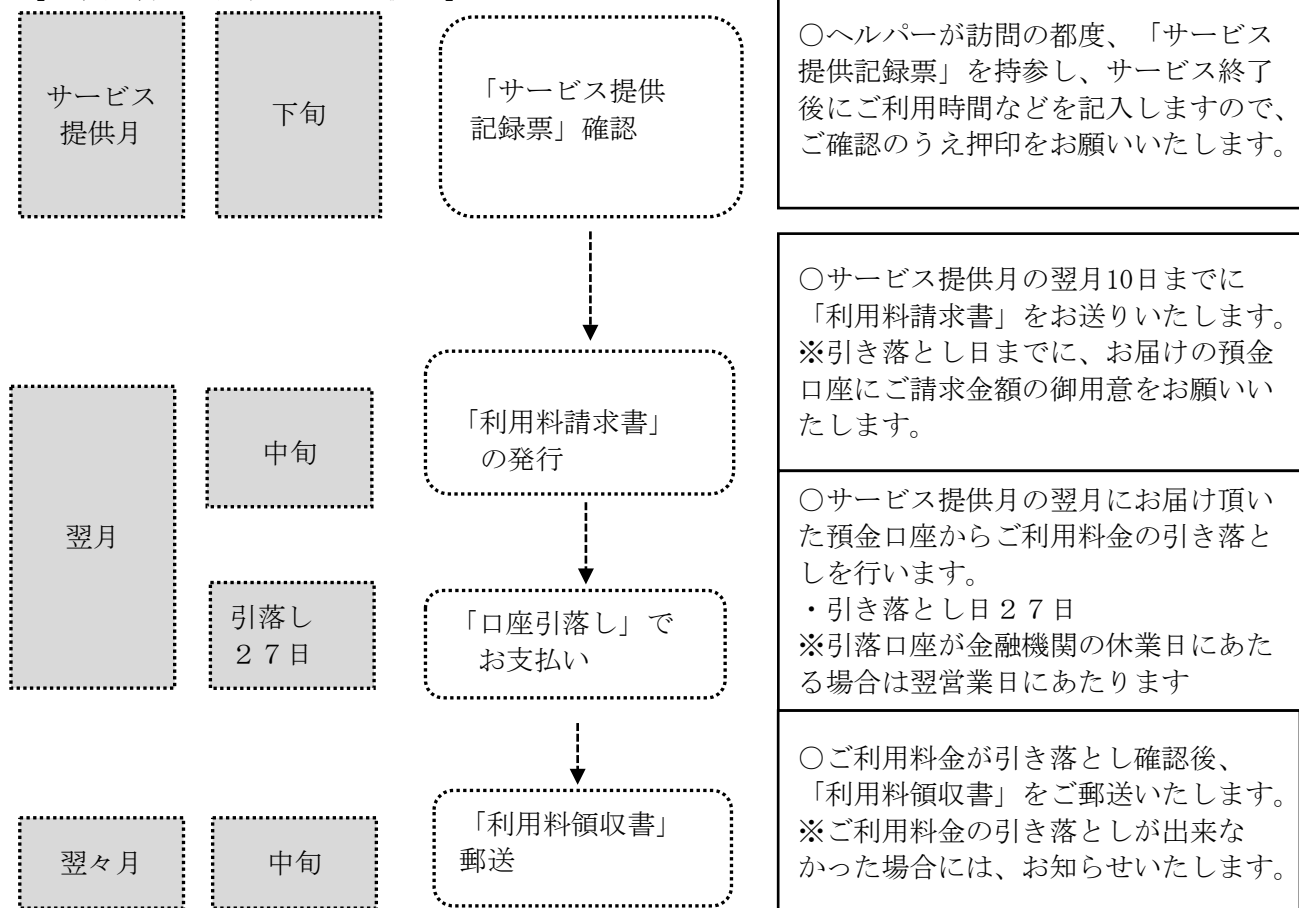 サービス
提供月
下旬
「サービス提供
記録票」確認
○ヘルパーが訪問の都度、「サービス
提供記録票」を持参し、サービス終了
後にご利用時間などを記入しますので、
ご確認のうえ押印をお願いいたします。
翌月
中旬
「利用料請求書」
の発行
○サービス提供月の翌月10日までに
「利用料請求書」をお送りいたします。
※引き落とし日までに、お届けの預金
口座にご請求金額の御用意をお願いい
たします。
引落し
２７日
「口座引落し」で
お支払い
○サービス提供月の翌月にお届け頂い
た預金口座からご利用料金の引き落と
しを行います。
・引き落とし日２７日
※引落口座が金融機関の休業日にあた
る場合は翌営業日にあたります
翌々月
中旬
「利用料領収書」
郵送
○ご利用料金が引き落とし確認後、
「利用料領収書」をご郵送いたします。
※ご利用料金の引き落としが出来な
かった場合には、お知らせいたします。